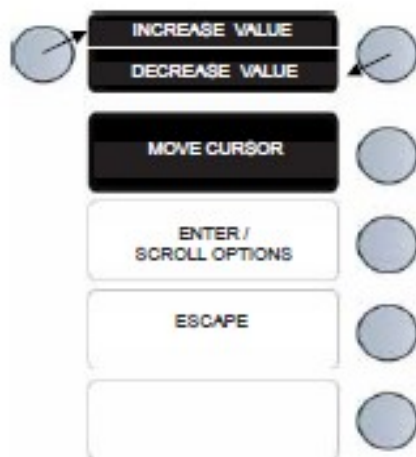 INCREASE VALUE
DECREASE VALUE
MOVE CURSOR
ENTER /
SCROLL OPTIONS
ESCAPE